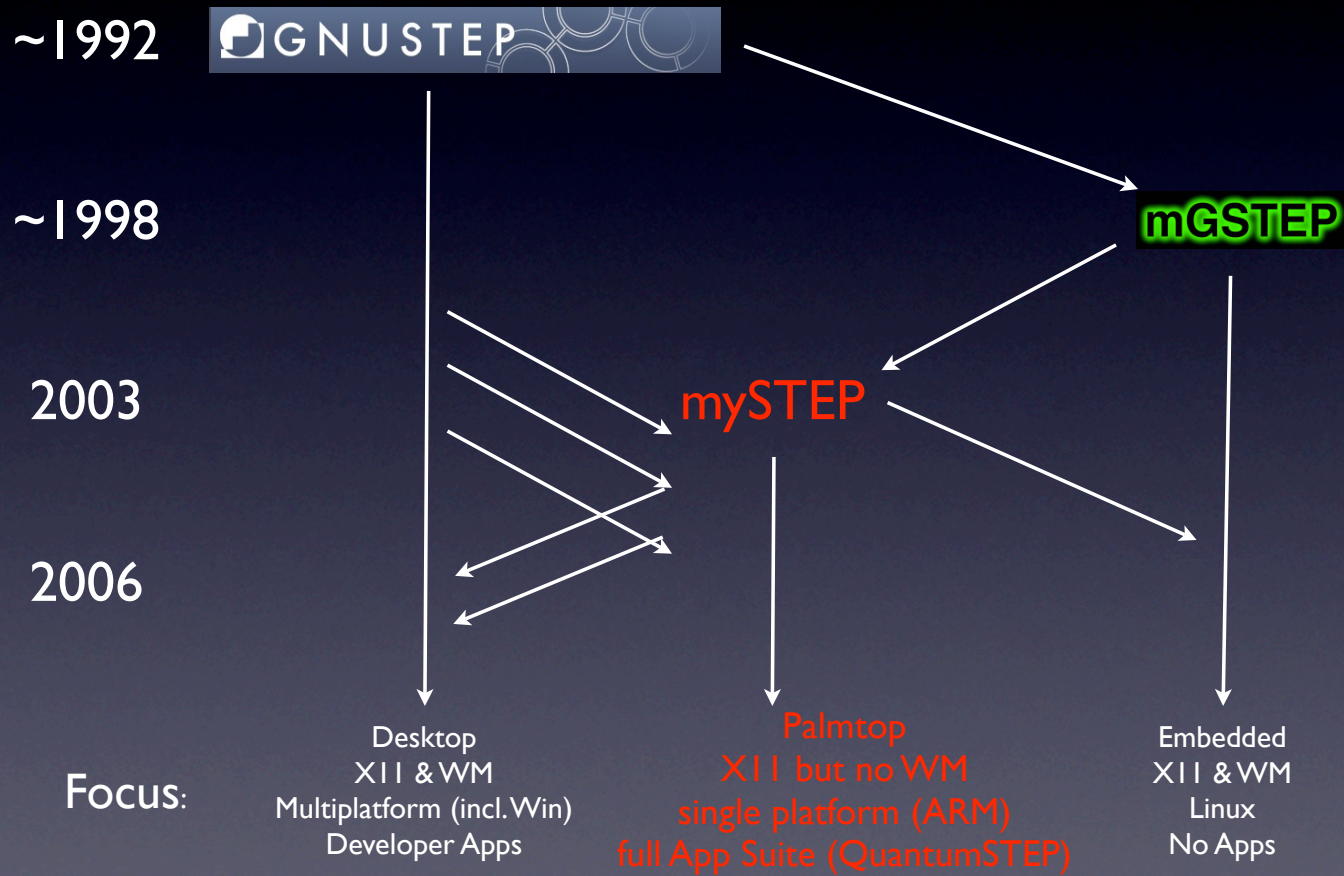 ~1992
GNUSTEP
~1998
mGSTEP
2003
mySTEP
2006
Focus:
Desktop
X11 & WM
Multiplatform (incl. Win)
Developer Apps
Palmtop
X11 but no WM
single platform (ARM)
full App Suite (QuantumSTEP)
Embedded
X11 & WM
Linux
No Apps